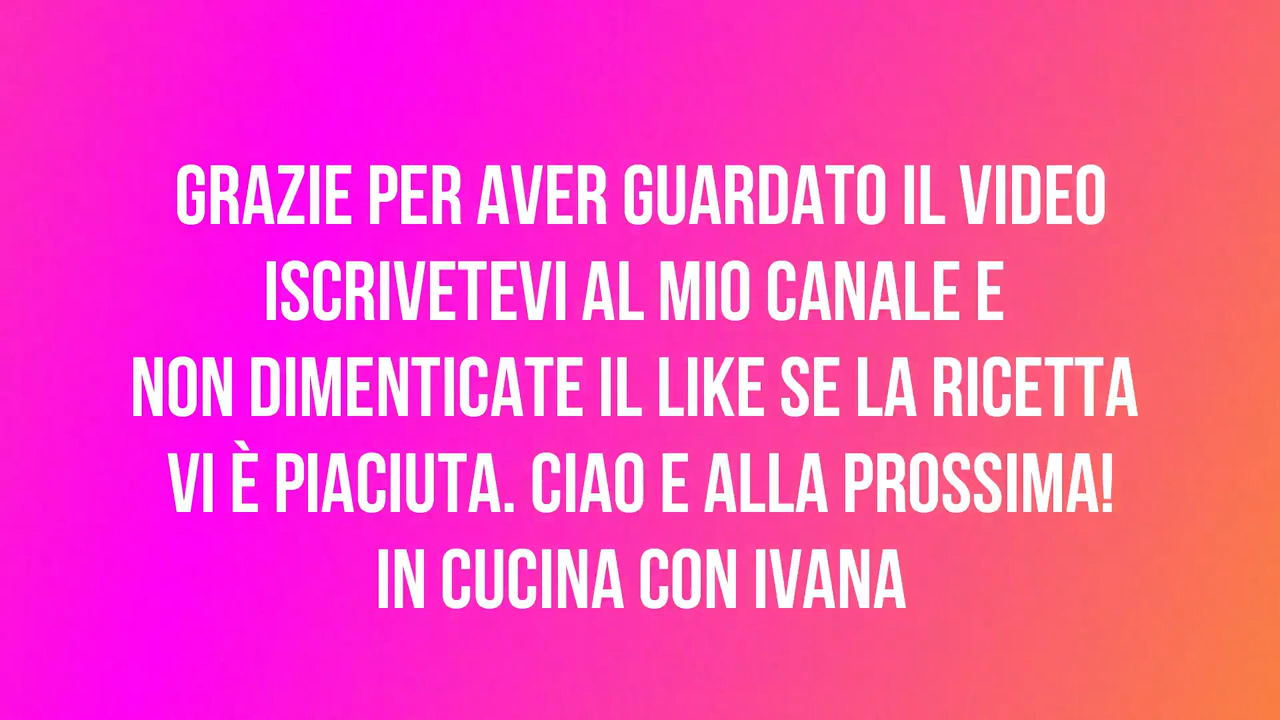 GRAZIE PER AVER GUARDATO IL VIDEO
ISCRIVETEVI AL MIO CANALE E
NON DIMENTICATE IL LIKE SE LA RICETTA
VI È PIACIUTA. CIAO E ALLA PROSSIMA!
IN CUCINA CON IVANA